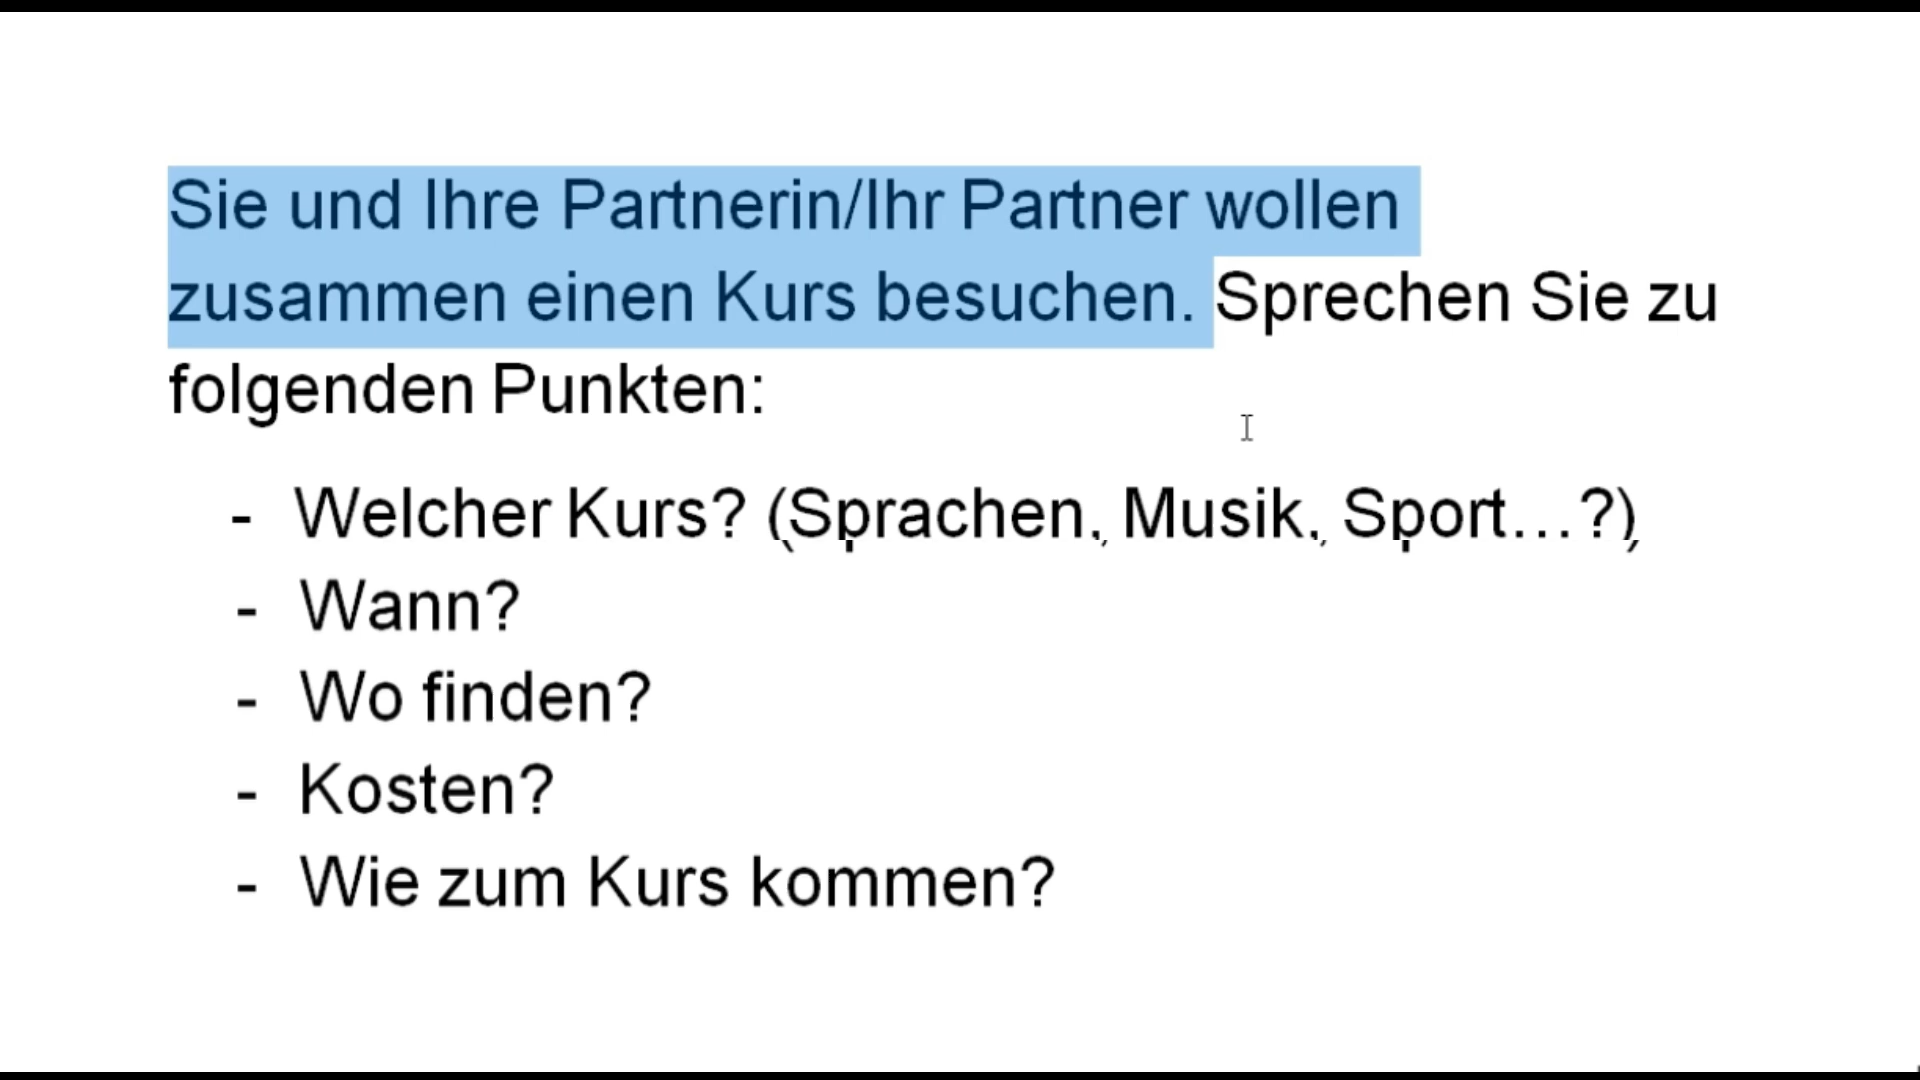 Sie und Ihre Partnerin/Ihr Partner wollen
zusammen einen Kurs besuchen. Sprechen Sie zu
folgenden Punkten:
- Welcher Kurs? (Sprachen, Musik, Sport…?)
- Wann?
- Wo finden?
- Kosten?
- Wie zum Kurs kommen?